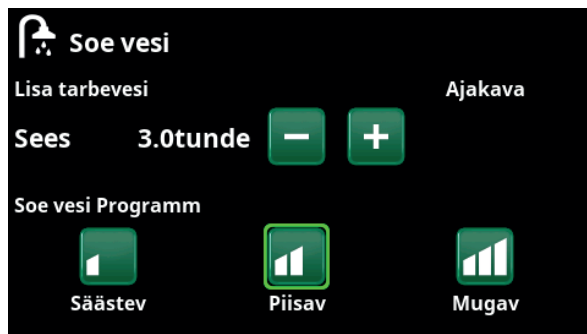 Soe vesi
Lisa tarbevesi Ajakava
Sees 3.0tunde − +
Soe vesi Programm
Säästev Piisav Mugav